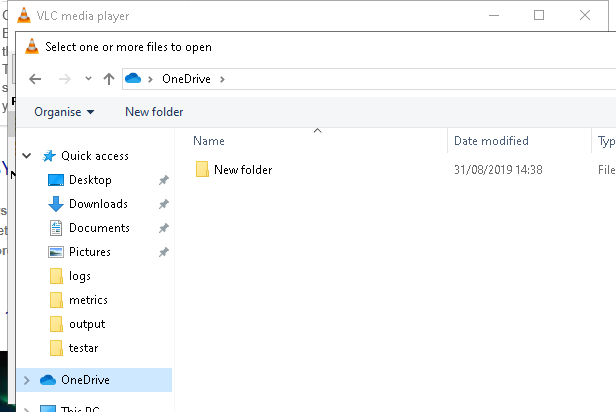 VLC media player
Select one or more files to open
OneDrive
Organise New folder
Name Date modified Typ
Quick access
New folder 31/08/2019 14:38 File
Desktop
Downloads
Documents
Pictures
logs
metrics
output
testar
OneDrive
This PC